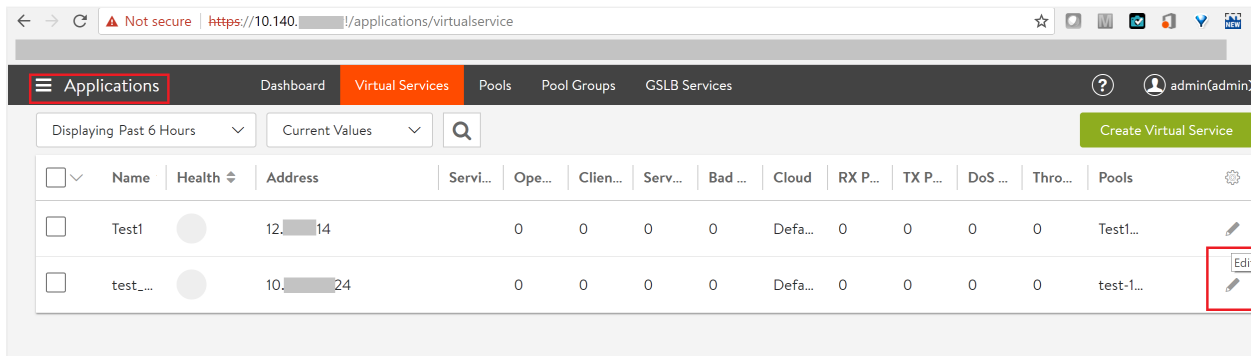 Not secure | https://10.140. !/applications/virtualservice
NEW
Applications Dashboard Virtual Services Pools Pool Groups GSLB Services ? admin(admin)
Displaying Past 6 Hours Current Values Create Virtual Service
Name Health Address Servi... Ope... Clien... Serv... Bad ... Cloud RX P... TX P... DoS ... Thro... Pools
Test1 12. 14 0 0 0 0 Defa... 0 0 0 0 Test1...
Edi
test_... 10. 24 0 0 0 0 Defa... 0 0 0 0 test-1...